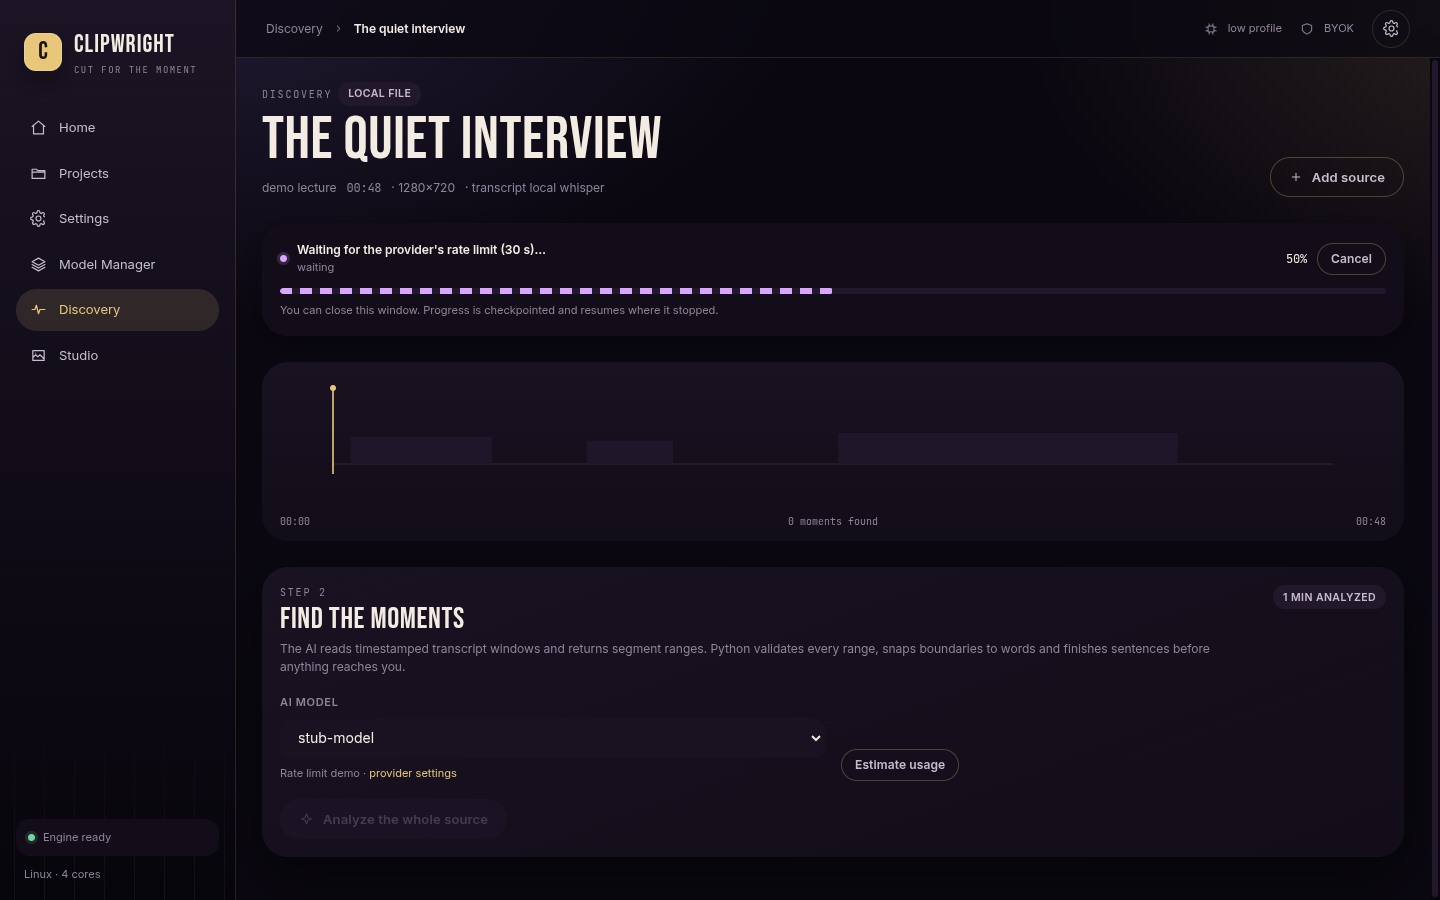 C
CLIPWRIGHT
CUT FOR THE MOMENT
Home
Projects
Settings
Model Manager
Discovery
Studio
Engine ready
Linux · 4 cores
Discovery › The quiet interview
low profile
BYOK
DISCOVERY LOCAL FILE
THE QUIET INTERVIEW
demo lecture 00:48 · 1280×720 · transcript local whisper
+ Add source
Waiting for the provider's rate limit (30 s)...
waiting
50% Cancel
You can close this window. Progress is checkpointed and resumes where it stopped.
00:00 0 moments found 00:48
STEP 2
1 MIN ANALYZED
FIND THE MOMENTS
The AI reads timestamped transcript windows and returns segment ranges. Python validates every range, snaps boundaries to words and finishes sentences before
anything reaches you.
AI MODEL
stub-model
Estimate usage
Rate limit demo · provider settings
Analyze the whole source